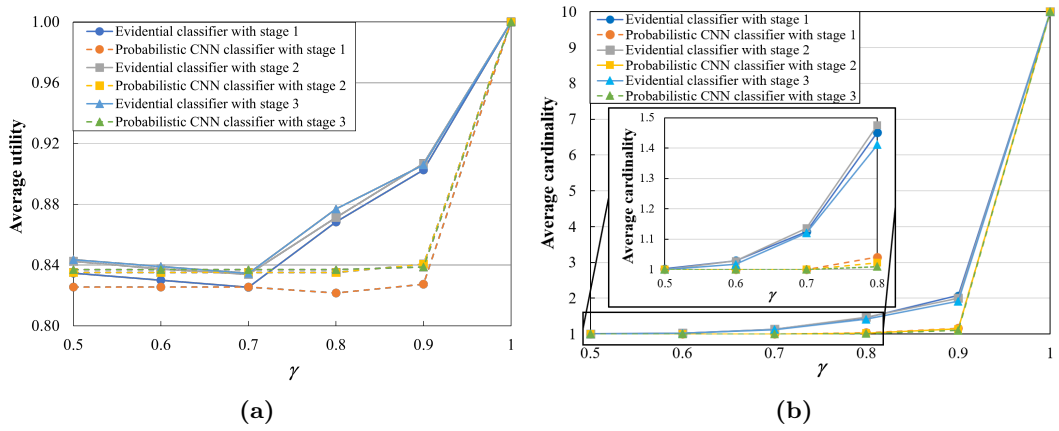 1.00
0.96
0.92
0.88
0.84
0.80
Average utility
Evidential classifier with stage 1
Probabilistic CNN classifier with stage 1
Evidential classifier with stage 2
Probabilistic CNN classifier with stage 2
Evidential classifier with stage 3
Probabilistic CNN classifier with stage 3
0.5 0.6 0.7 0.8 0.9 1
γ
(a)
10
9
8
7
6
5
4
3
2
1
Average cardinality
Evidential classifier with stage 1
Probabilistic CNN classifier with stage 1
Evidential classifier with stage 2
Probabilistic CNN classifier with stage 2
Evidential classifier with stage 3
Probabilistic CNN classifier with stage 3
1.5
1.4
1.3
1.2
1.1
1
Average cardinality
0.5 0.6 0.7 0.8
γ
0.5 0.6 0.7 0.8 0.9 1
γ
(b)